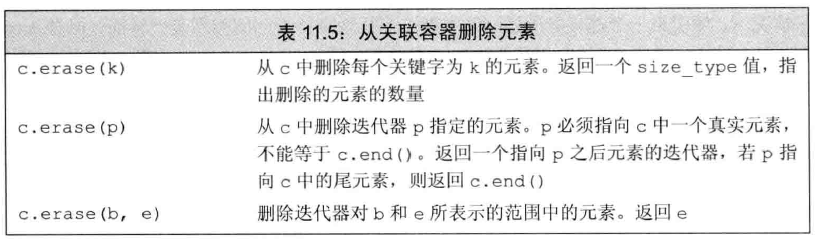 表 11.5：从关联容器删除元素
c.erase(k) 从 c 中删除每个关键字为 k 的元素。返回一个 size_type 值，指
出删除的元素的数量
c.erase(p) 从 c 中删除迭代器 p 指定的元素。p 必须指向 c 中一个真实元素，
不能等于 c.end()。返回一个指向 p 之后元素的迭代器，若 p 指
向 c 中的尾元素，则返回 c.end()
c.erase(b, e) 删除迭代器对 b 和 e 所表示的范围中的元素。返回 e